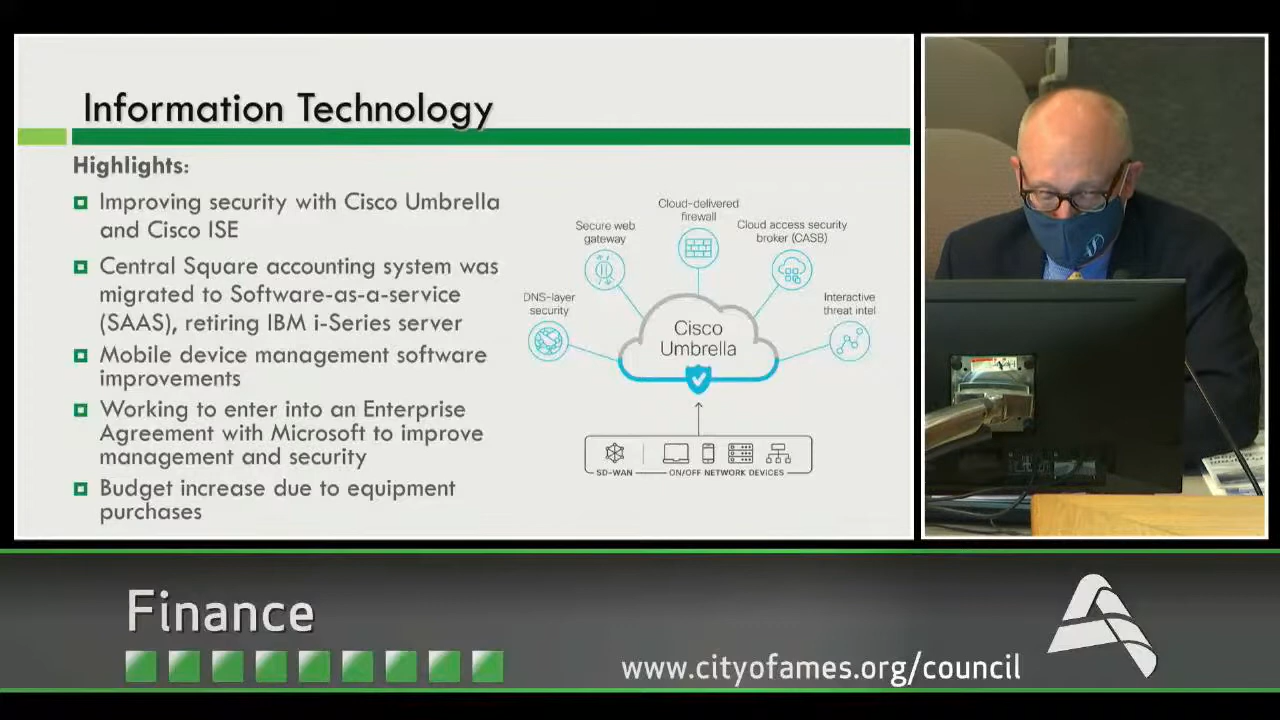 Information Technology
Highlights:
Improving security with Cisco Umbrella
and Cisco ISE
Central Square accounting system was
migrated to Software-as-a-service
(SAAS), retiring IBM i-Series server
Mobile device management software
improvements
Working to enter into an Enterprise
Agreement with Microsoft to improve
management and security
Budget increase due to equipment
purchases
Cloud-delivered
firewall
Secure web
gateway
Cloud access security
broker (CASB)
DNS-layer
security
Interactive
threat intel
Cisco
Umbrella
SD-WAN
ON/OFF NETWORK DEVICES
Finance
www.cityofames.org/council